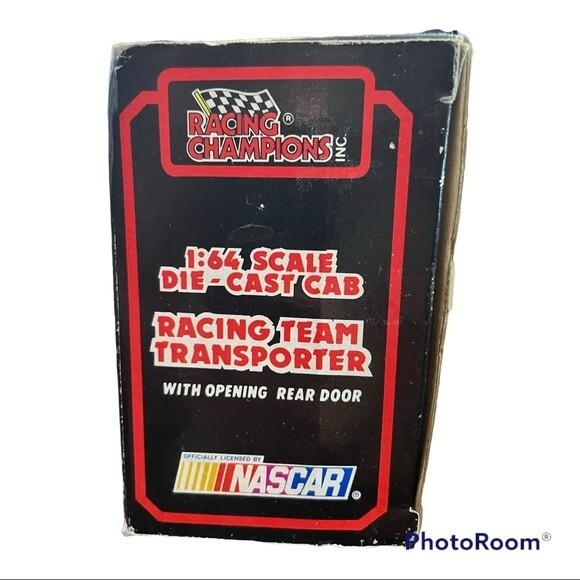 RACING®
CHAMPIONS INC.
1:64 SCALE
DIE-CAST CAB
RACING TEAM
TRANSPORTER
WITH OPENING REAR DOOR
OFFICIALLY LICENSED BY
NASCAR®
PhotoRoom®